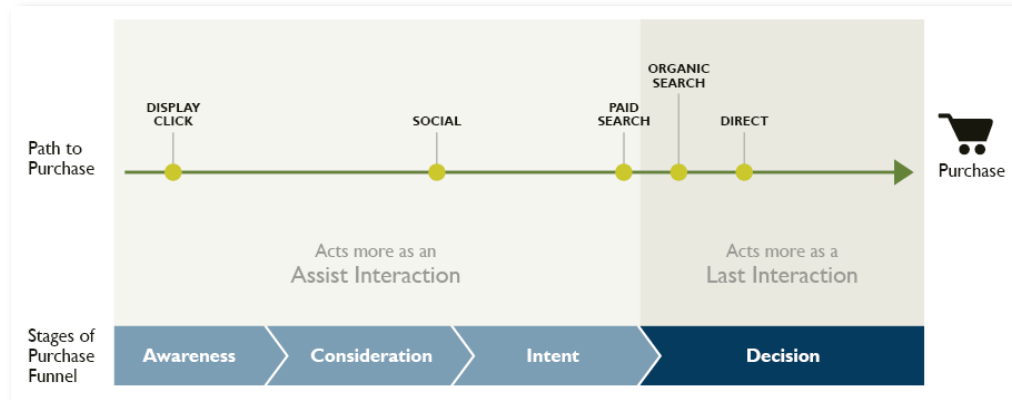 DISPLAY
CLICK
SOCIAL
PAID
SEARCH
ORGANIC
SEARCH
DIRECT
Path to
Purchase
Purchase
Acts more as an
Assist Interaction
Acts more as a
Last Interaction
Stages of
Purchase
Funnel
Awareness
Consideration
Intent
Decision